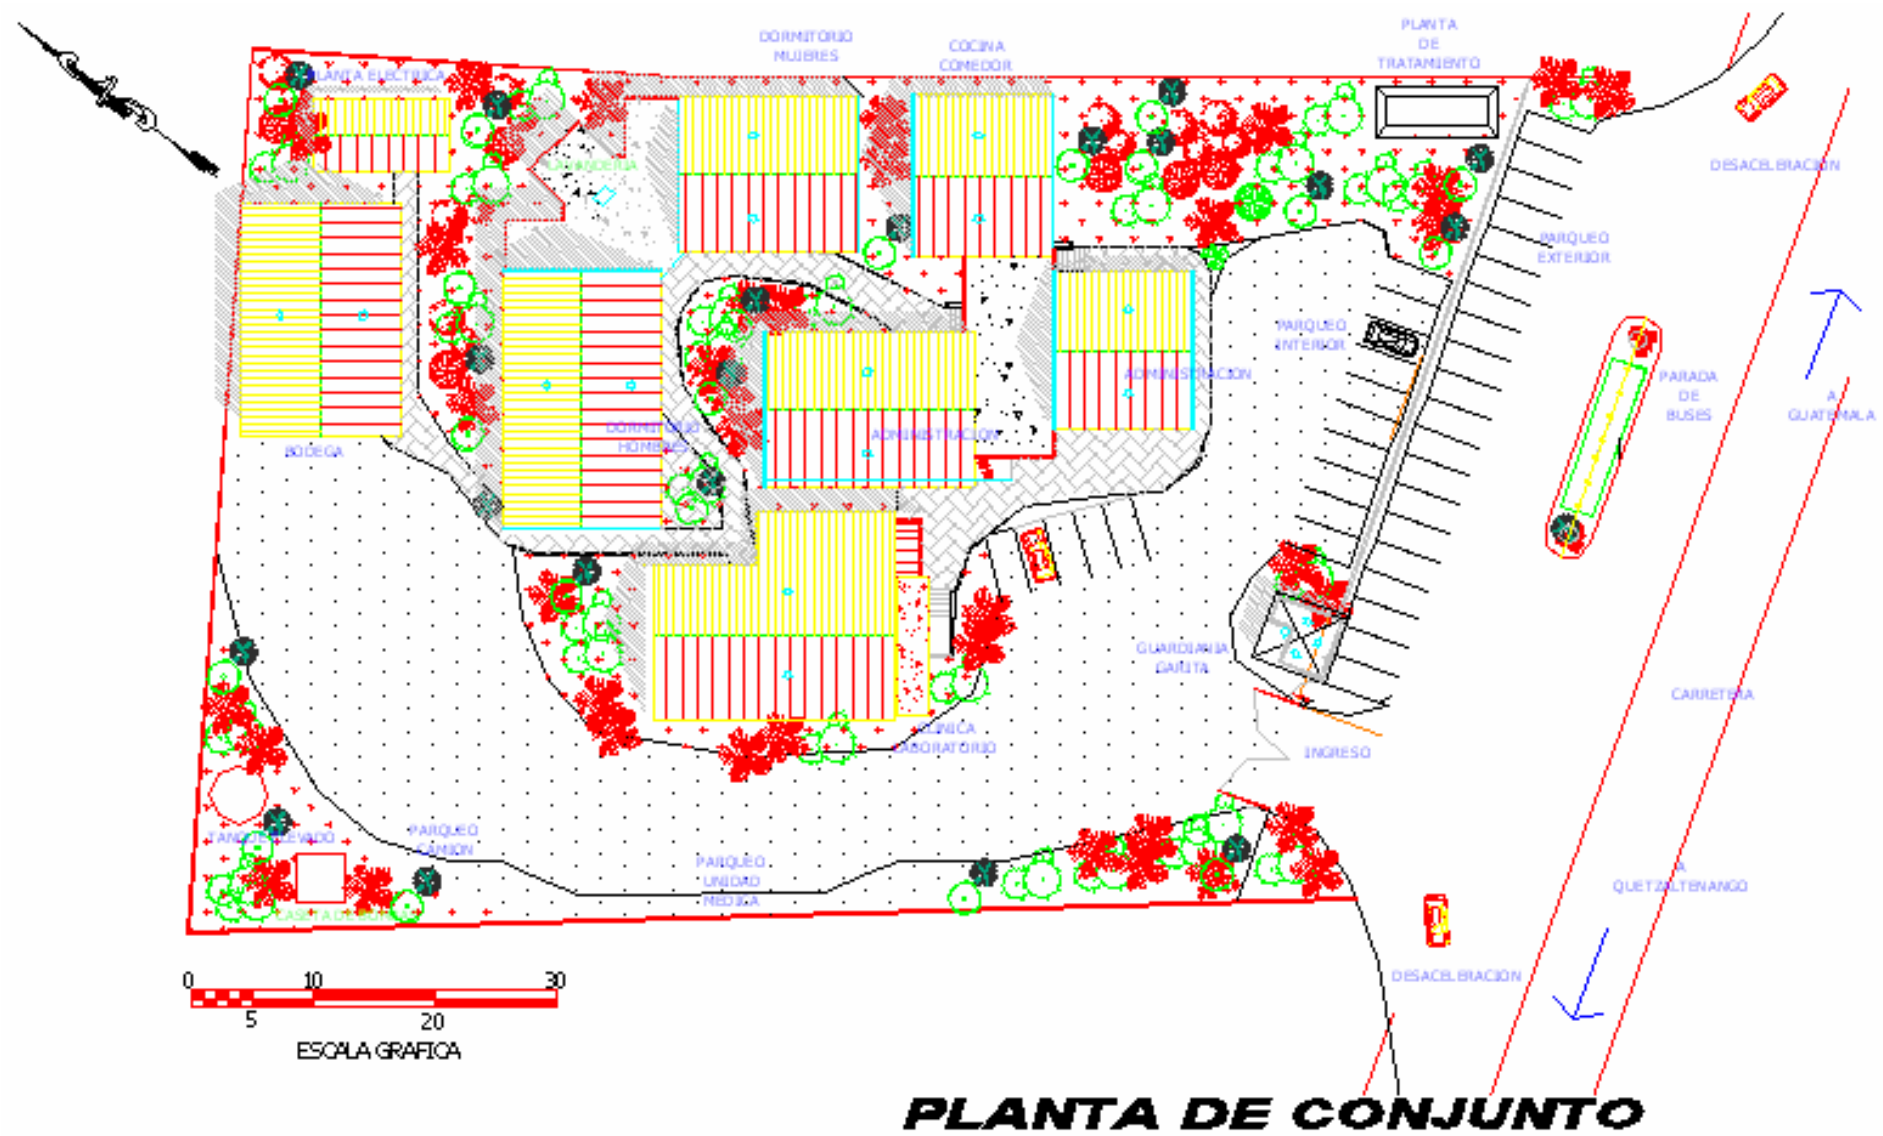 DORMITORIO
MUJERES
COCINA
COMEDOR
PLANTA
DE
TRATAMIENTO
PLANTA ELECTRICA
LAVANDERIA
DESACELERACION
PARQUEO
EXTERIOR
PARQUEO
INTERIOR
ADMINISTRACION
PARADA
DE
BUSES
A
GUATEMALA
BODEGA
DORMITORIO
HOMBRES
ADMINISTRACION
GUARDIANIA
GARITA
CARRETERA
CLINICA
LABORATORIO
INGRESO
TANQUE ELEVADO
PARQUEO
CAMION
PARQUEO
UNIDAD
MEDICA
A
QUETZALTENANGO
CASETA DE
DESACELERACION
0 10 30
5 20
ESCALA GRAFICA
PLANTA DE CONJUNTO